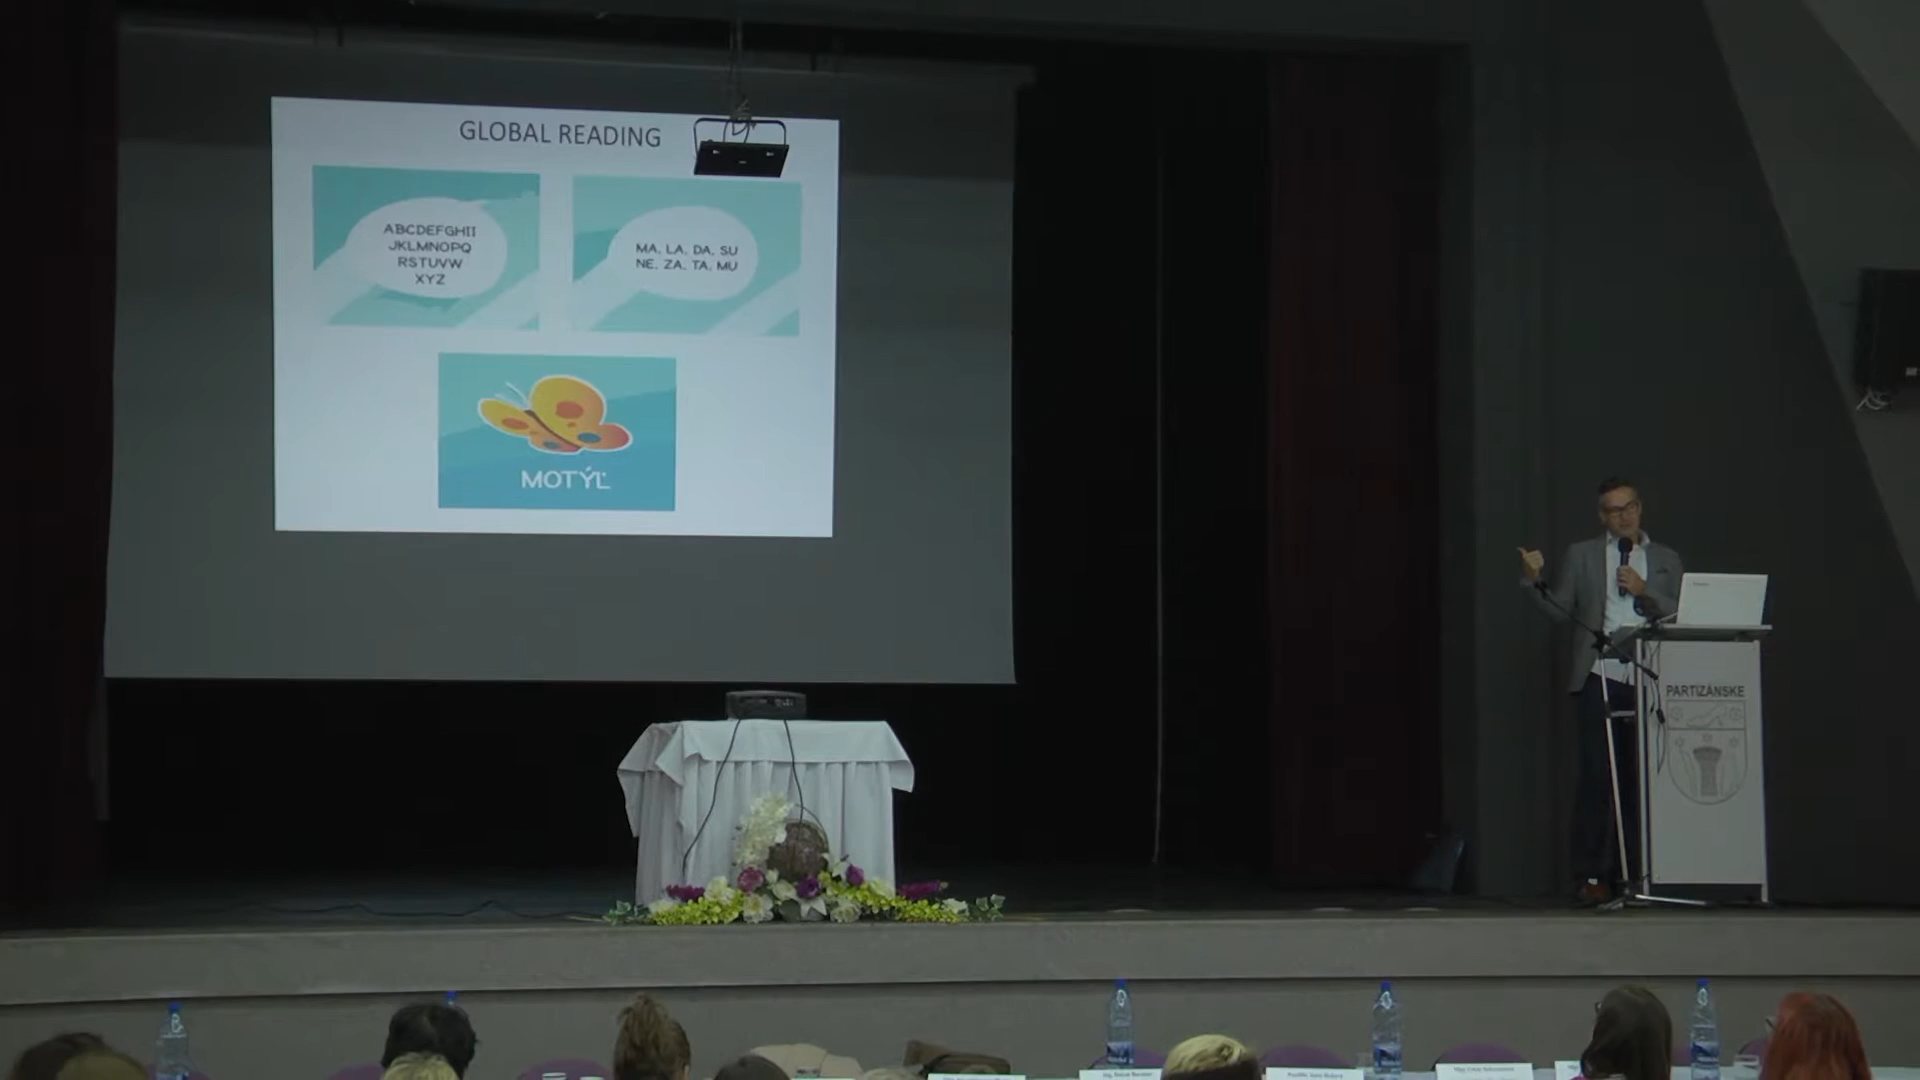 GLOBAL READING
ABCDEFGHIJ
JKLMNOPQ
RSTUVW
XYZ
MA, LA, DA, SU
NE, ZA, TA, MU
MOTÝĽ
PARTIZÁNSKE